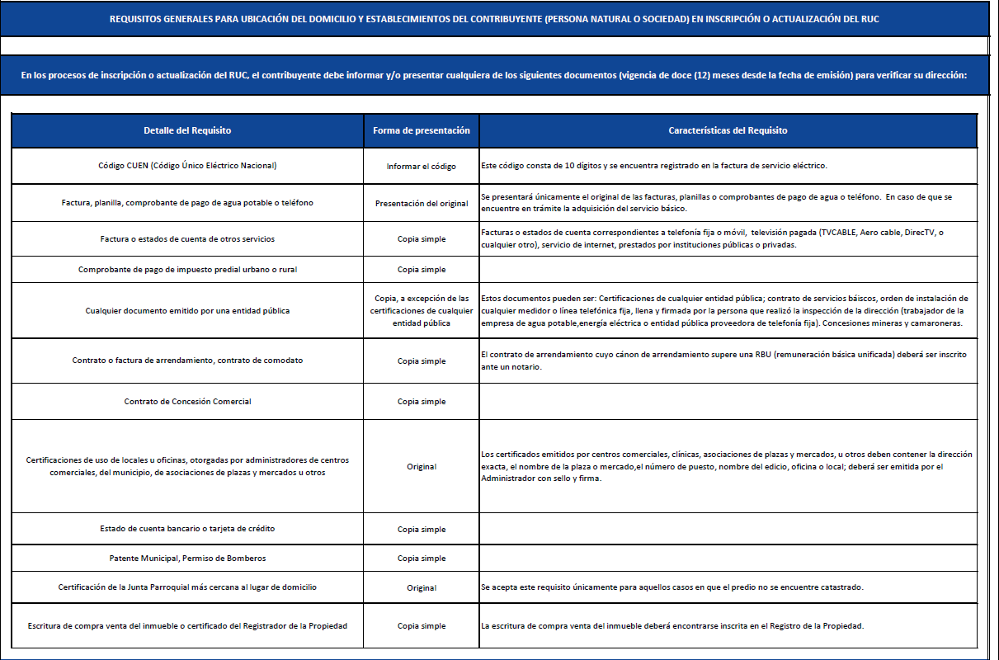 REQUISITOS GENERALES PARA UBICACIÓN DEL DOMICILIO Y ESTABLECIMIENTOS DEL CONTRIBUYENTE (PERSONA NATURAL O SOCIEDAD) EN INSCRIPCIÓN O ACTUALIZACIÓN DEL RUC
En los procesos de inscripción o actualización del RUC, el contribuyente debe informar y/o presentar cualquiera de los siguientes documentos (vigencia de doce (12) meses desde la fecha de emisión) para verificar su dirección:
Detalle del Requisito
Forma de presentación
Características del Requisito
Código CUEN (Código Único Eléctrico Nacional)
Informar el código
Este código consta de 10 dígitos y se encuentra registrado en la factura de servicio eléctrico.
Factura, planilla, comprobante de pago de agua potable o teléfono
Presentación del original
Se presentará únicamente el original de las facturas, planillas o comprobantes de pago de agua o teléfono. En caso de que se
encuentre en trámite la adquisición del servicio básico.
Factura o estados de cuenta de otros servicios
Copia simple
Facturas o estados de cuenta correspondientes a telefonía fija o móvil, televisión pagada (TVCABLE, Aero cable, DirecTV, o
cualquier otro), servicio de internet, prestados por instituciones públicas o privadas.
Comprobante de pago de impuesto predial urbano o rural
Copia simple
Cualquier documento emitido por una entidad pública
Copia, a excepción de las
certificaciones de cualquier
entidad pública
Estos documentos pueden ser: Certificaciones de cualquier entidad pública; contrato de servicios báiscos, orden de instalación de
cualquier medidor o línea telefónica fija, llena y firmada por la persona que realizó la inspección de la dirección (trabajador de la
empresa de agua potable,energía eléctrica o entidad pública proveedora de telefonía fija). Concesiones mineras y camaroneras.
Contrato o factura de arrendamiento, contrato de comodato
Copia simple
El contrato de arrendamiento cuyo cánon de arrendamiento supere una RBU (remuneración básica unificada) deberá ser inscrito
ante un notario.
Contrato de Concesión Comercial
Copia simple
Certificaciones de uso de locales u oficinas, otorgadas por administradores de centros
comerciales, del municipio, de asociaciones de plazas y mercados u otros
Original
Los certificados emitidos por centros comerciales, clínicas, asociaciones de plazas y mercados, u otros deben contener la dirección
exacta, el nombre de la plaza o mercado,el número de puesto, nombre del edicio, oficina o local; deberá ser emitida por el
Administrador con sello y firma.
Estado de cuenta bancario o tarjeta de crédito
Copia simple
Patente Municipal, Permiso de Bomberos
Copia simple
Certificación de la Junta Parroquial más cercana al lugar de domicilio
Original
Se acepta este requisito únicamente para aquellos casos en que el predio no se encuentre catastrado.
Escritura de compra venta del inmueble o certificado del Registrador de la Propiedad
Copia simple
La escritura de compra venta del inmueble deberá encontrarse inscrita en el Registro de la Propiedad.